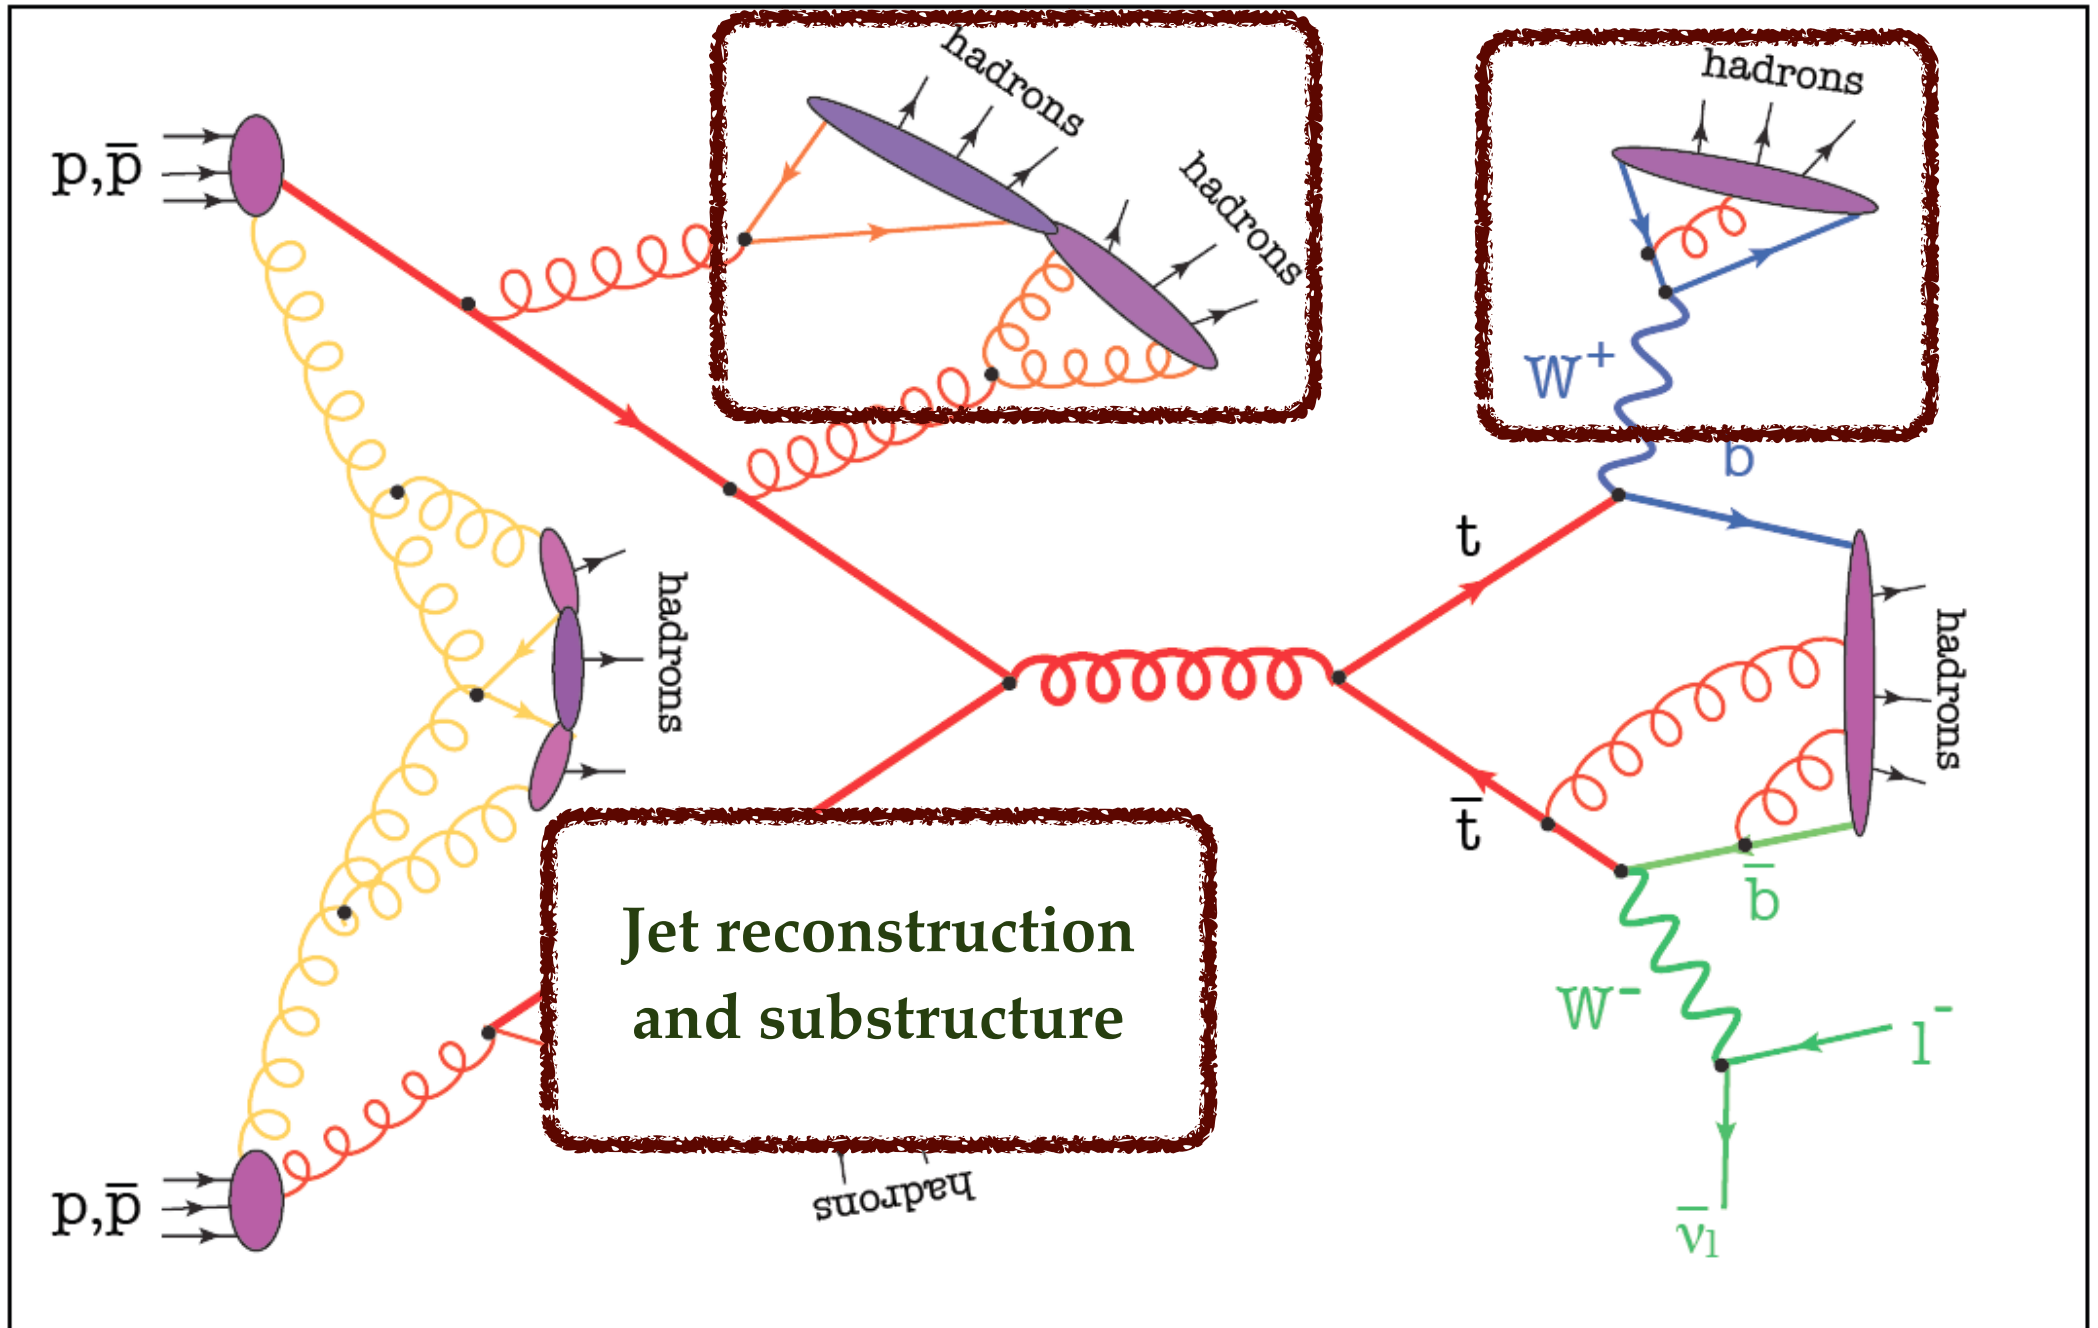 hadrons
hadrons
p,p̅
hadrons
W⁺
b
t
hadrons
hadrons
t̅
b̅
Jet reconstruction
and substructure
W⁻
l⁻
p,p̅
hadrons
ν̅ₗ